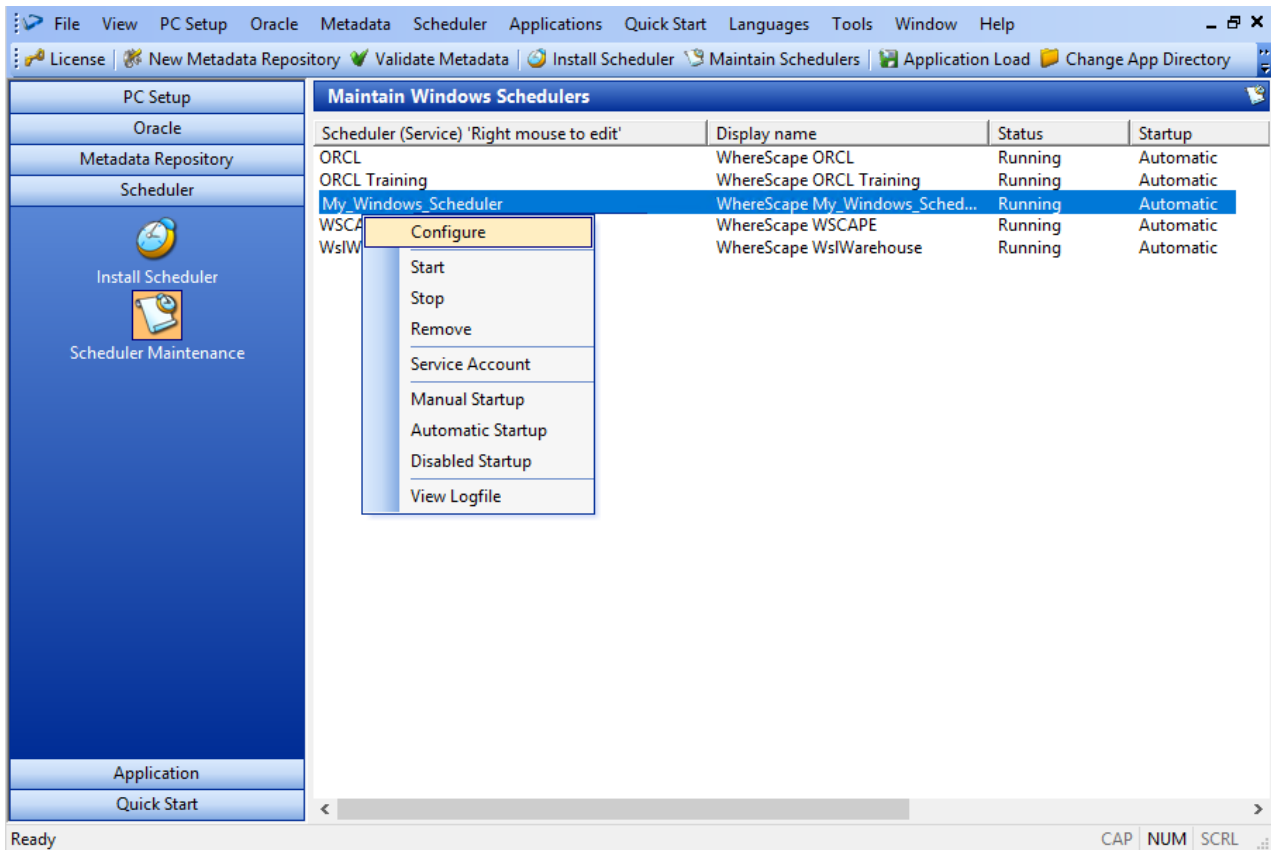 File View PC Setup Oracle Metadata Scheduler Applications Quick Start Languages Tools Window Help
License New Metadata Repository Validate Metadata Install Scheduler Maintain Schedulers Application Load Change App Directory
PC Setup
Oracle
Metadata Repository
Scheduler
Install Scheduler
Scheduler Maintenance
Application
Quick Start
Maintain Windows Schedulers
Scheduler (Service) 'Right mouse to edit' Display name Status Startup
ORCL WhereScape ORCL Running Automatic
ORCL Training WhereScape ORCL Training Running Automatic
My_Windows_Scheduler WhereScape My_Windows_Sched... Running Automatic
WSCA WhereScape WSCAPE Running Automatic
WslW WhereScape WslWarehouse Running Automatic
Configure
Start
Stop
Remove
Service Account
Manual Startup
Automatic Startup
Disabled Startup
View Logfile
Ready CAP NUM SCRL